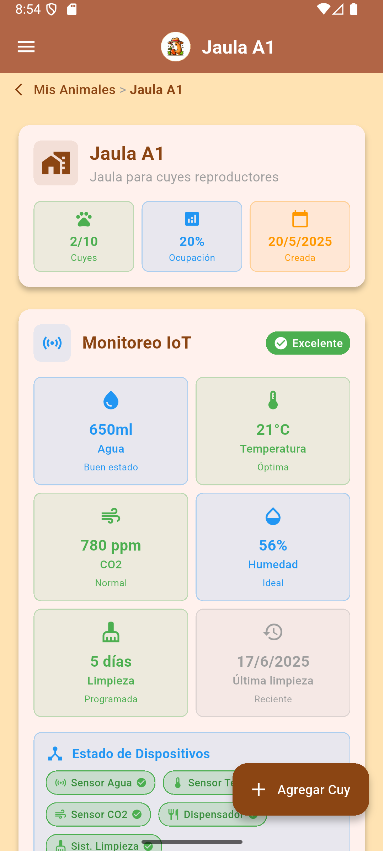 8:54
Jaula A1
Mis Animales > Jaula A1
Jaula A1
Jaula para cuyes reproductores
2/10
Cuyes
20%
Ocupación
20/5/2025
Creada
Monitoreo IoT
Excelente
650ml
Agua
Buen estado
21°C
Temperatura
Óptima
780 ppm
CO2
Normal
56%
Humedad
Ideal
5 días
Limpieza
Programada
17/6/2025
Última limpieza
Reciente
Estado de Dispositivos
Sensor Agua
Sensor
Sensor CO2
Dispensador
Agregar Cuy
Sist. Limpieza